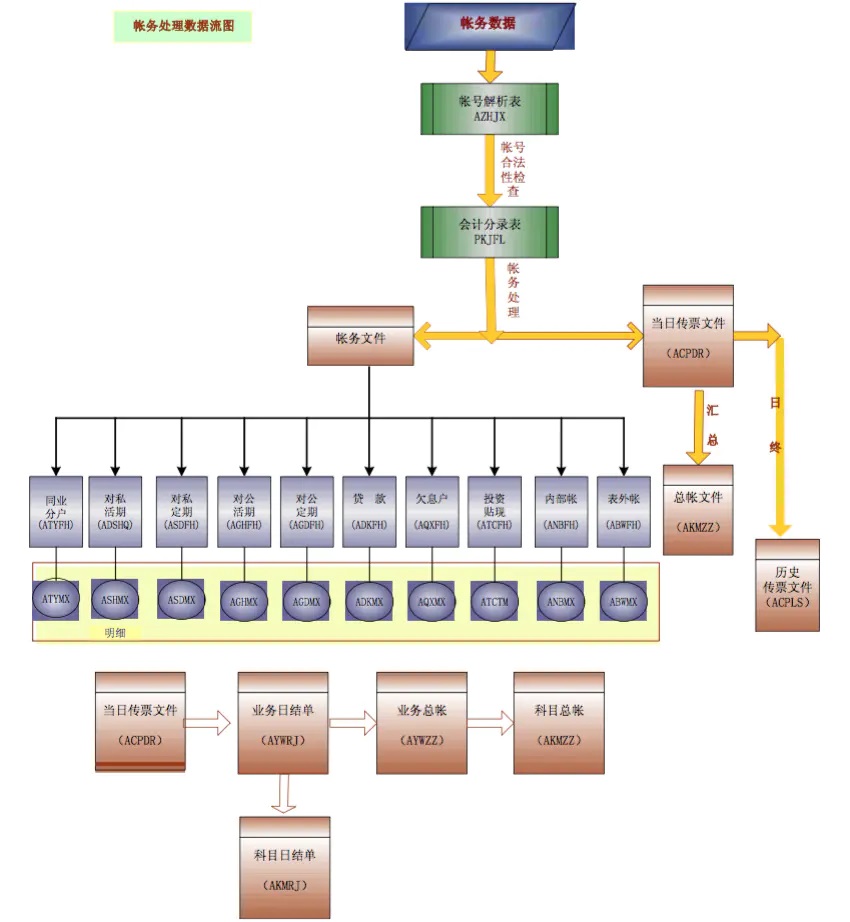 帐务处理数据流图
帐务数据
帐号解析表
AZHJX
帐号
合法
性检
查
会计分录表
PKJFL
帐
务
处
理
帐务文件
当日传票文件
（ACPDR）
汇
总
日
终
同业
分户
(ATYFH)
对私
活期
(ADSHQ)
对私
定期
(ASDFH)
对公
活期
(AGHFH)
对公
定期
(AGDFH)
贷 款
(ADKFH)
欠息户
(AQXFH)
投资
贴现
(ATCFH)
内部帐
(ANBFH)
表外帐
(ABWFH)
总帐文件
（AKMZZ）
历史
传票文件
(ACPLS)
ATYMX
ASHMX
ASDMX
AGHMX
AGDMX
ADKMX
AQXMX
ATCTM
ANBMX
ABWMX
明细
当日传票文件
（ACPDR）
业务日结单
（AYWRJ）
业务总帐
（AYWZZ）
科目总帐
（AKMZZ）
科目日结单
（AKMRJ）